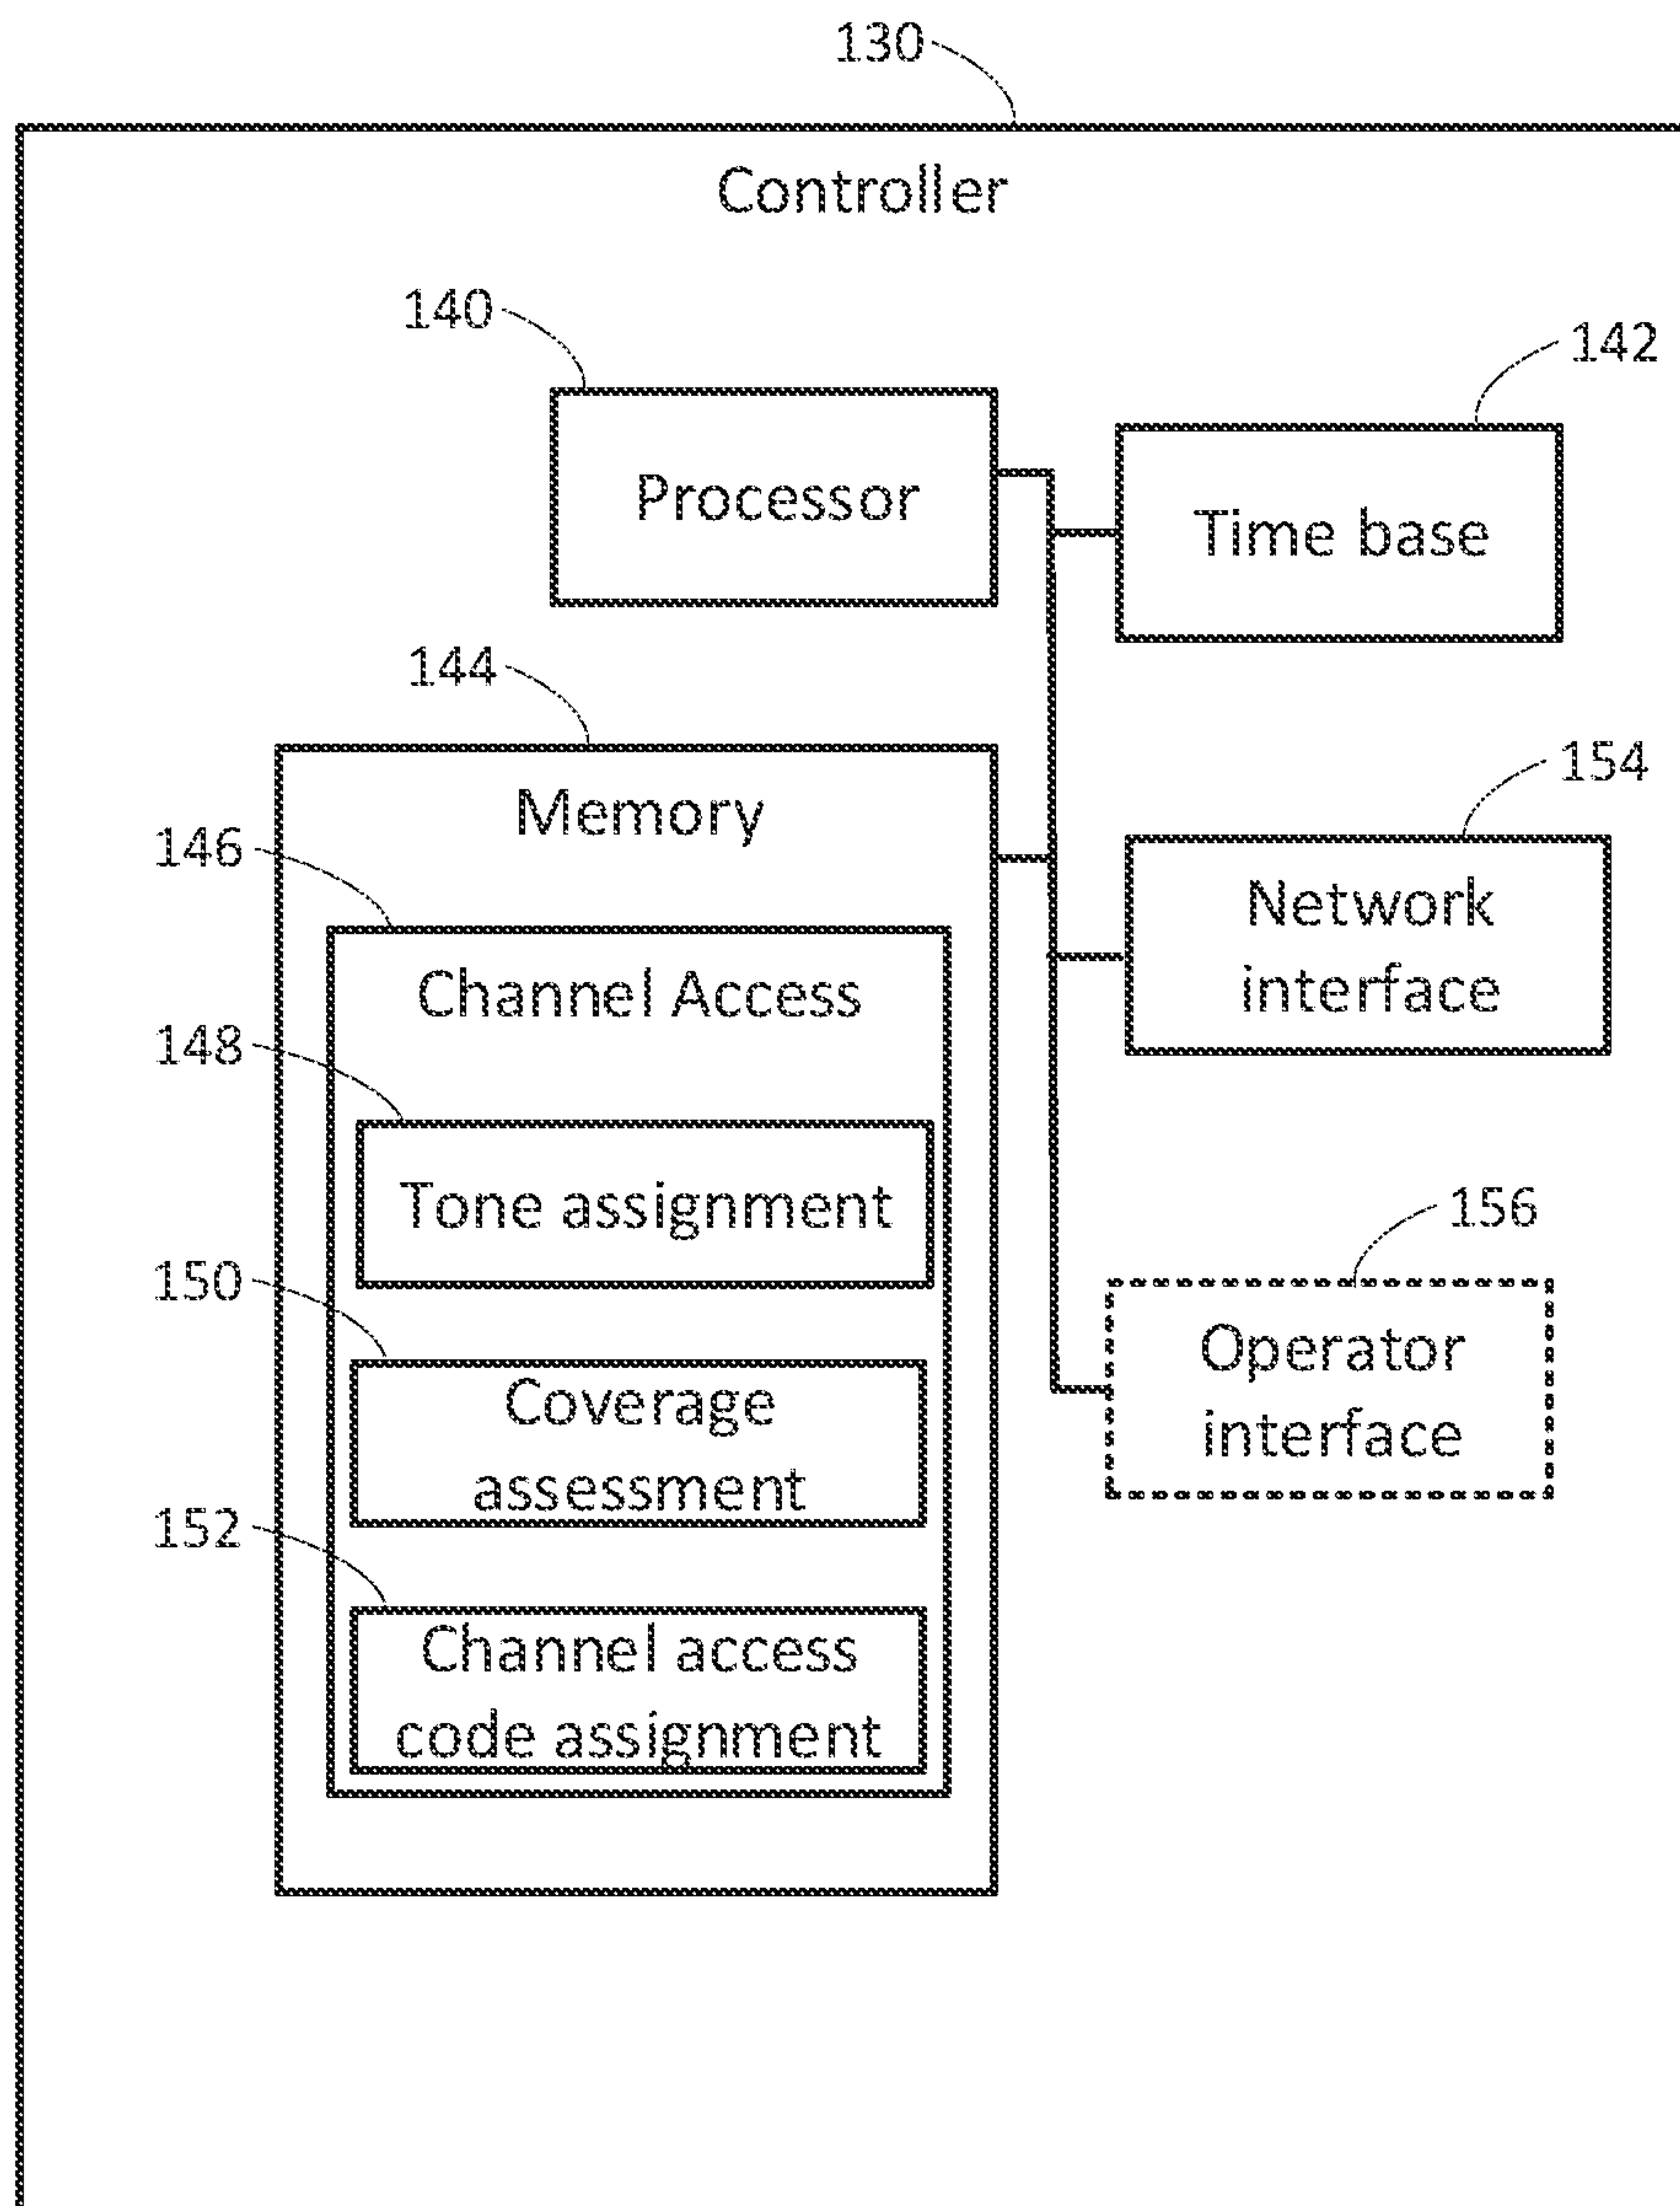 130
Controller
140
142
Processor
Time base
144
154
Memory
146
Network
interface
Channel Access
148
Tone assignment
156
150
Operator
interface
Coverage
assessment
152
Channel access
code assignment